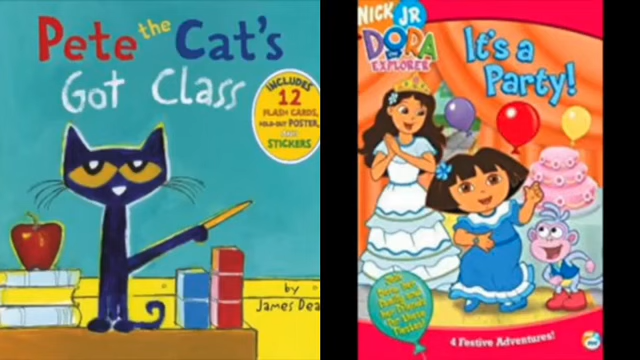 Pete the Cat's
Got Class
INCLUDES
12
FLASH CARDS,
FOLD-OUT POSTER,
STICKERS
by
James Dea
NICK JR
DORA
the
EXPLORER
It's a
Party!
4 Festive Adventures!